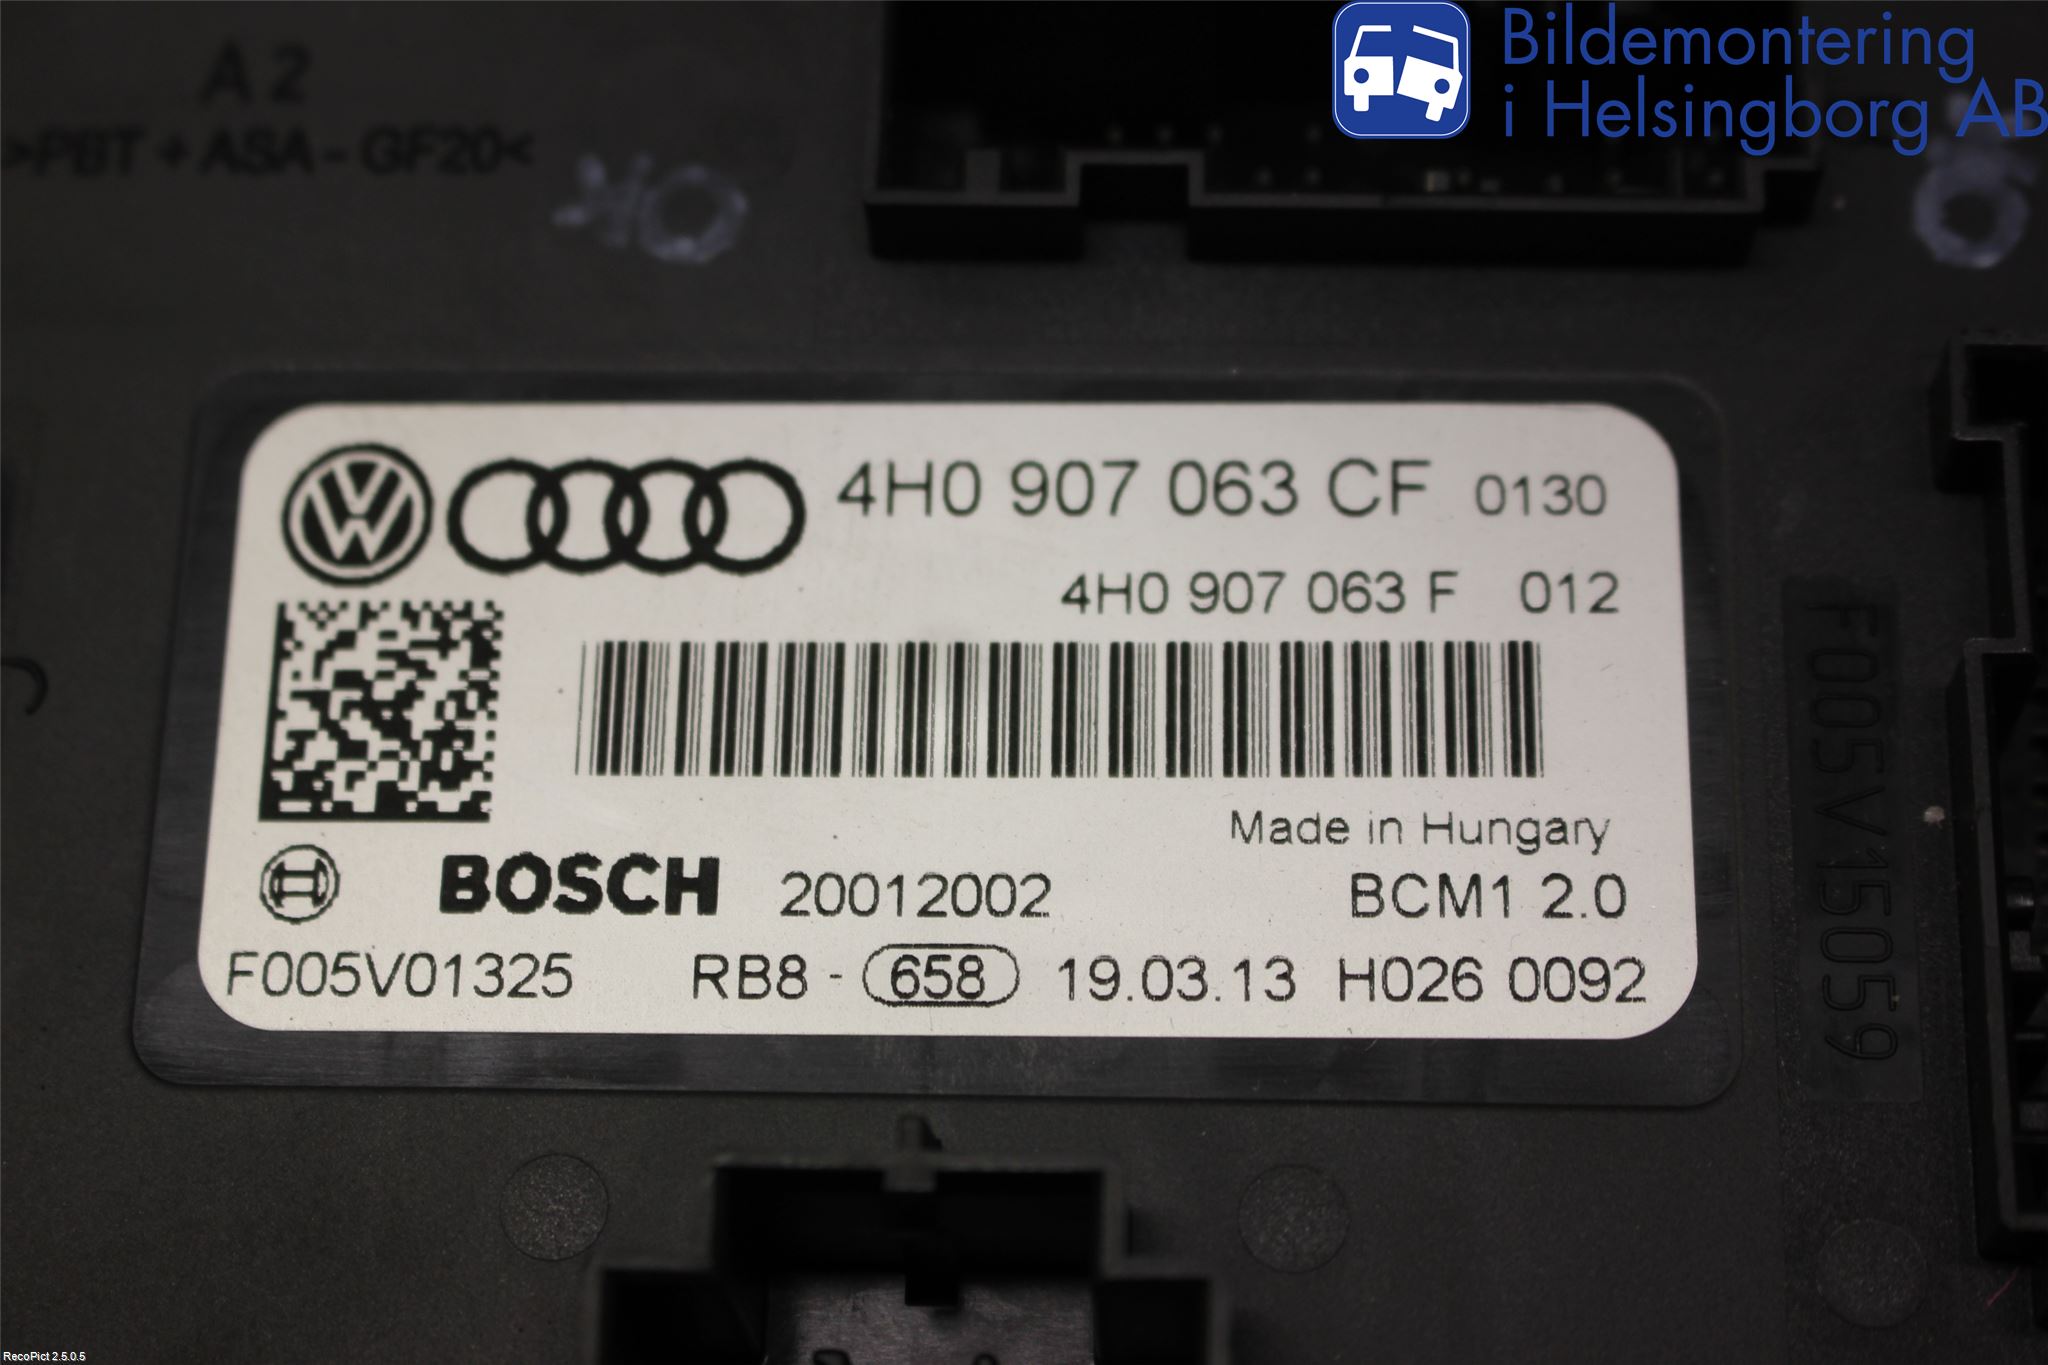 Bildemontering
i Helsingborg AB
A 2
>PBT + ASA - GF20<
OK
4H0 907 063 CF 0130
4H0 907 063 F 012
Made in Hungary
BOSCH 20012002 BCM1 2.0
F005V01325 RB8 - 658 19.03.13 H026 0092
F005V15059
RecoPict 2.5.0.5